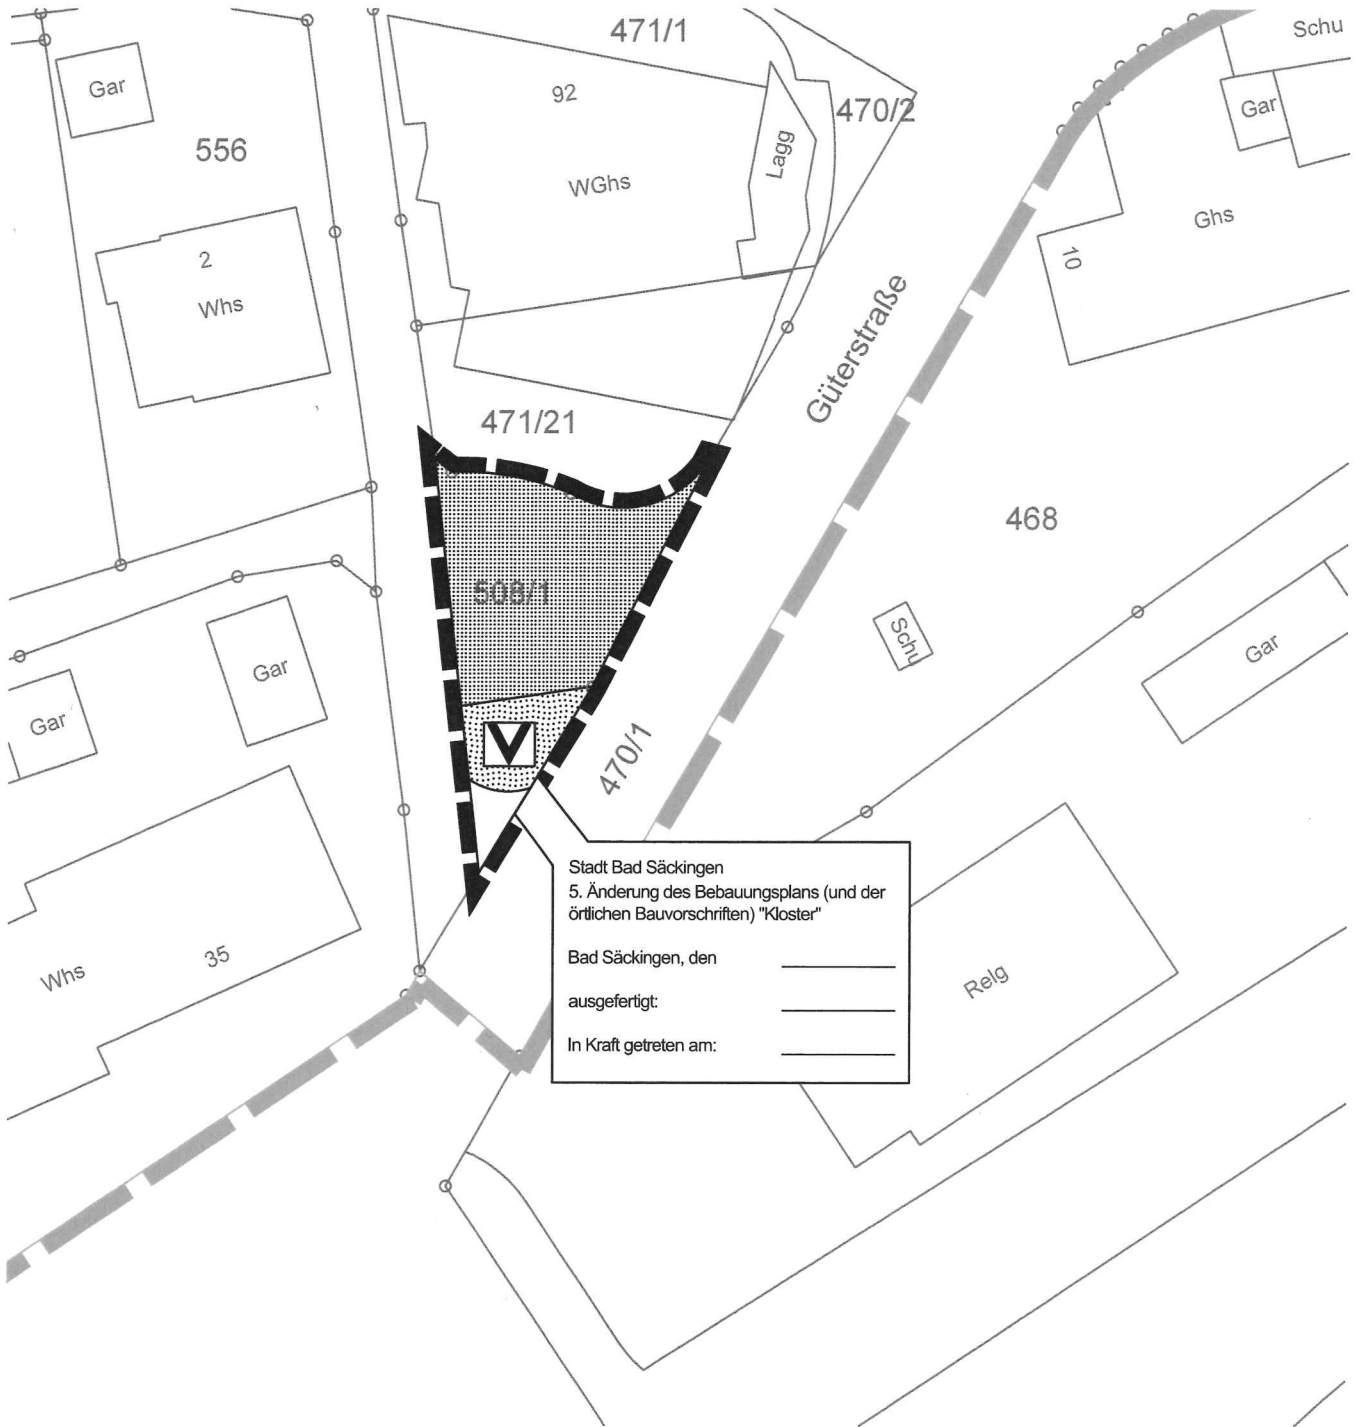 471/1
Schu
Gar
92
470/2
Gar
556
Lagg
WGhs
Ghs
2
10
Whs
Güterstraße
471/21
468
508/1
Schu
Gar
Gar
Gar
V
470/1
Stadt Bad Säckingen
5. Änderung des Bebauungsplans (und der
örtlichen Bauvorschriften) "Kloster"
Bad Säckingen, den
ausgefertigt:
In Kraft getreten am:
35
Whs
Relg